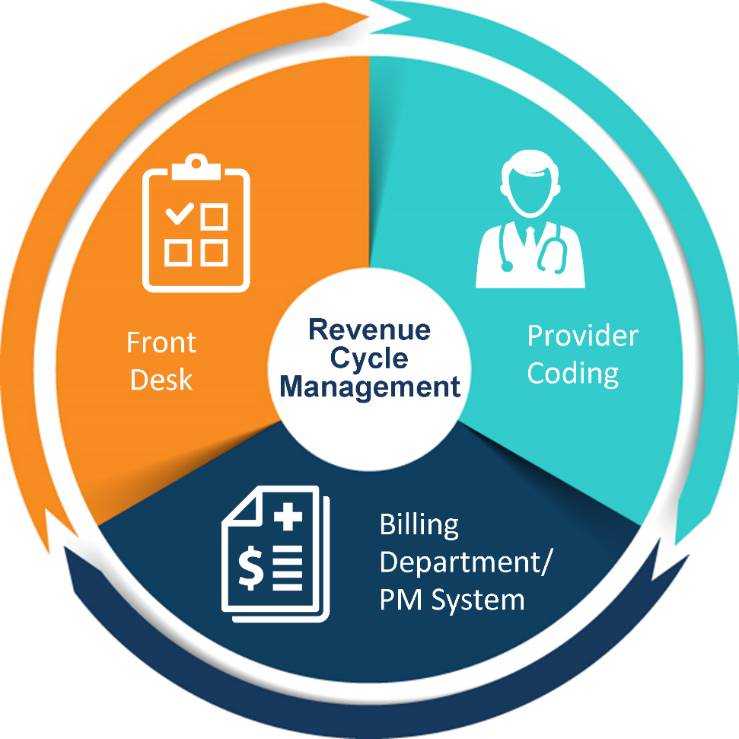 Revenue
Cycle
Management
Front
Desk
Provider
Coding
Billing
Department/
PM System